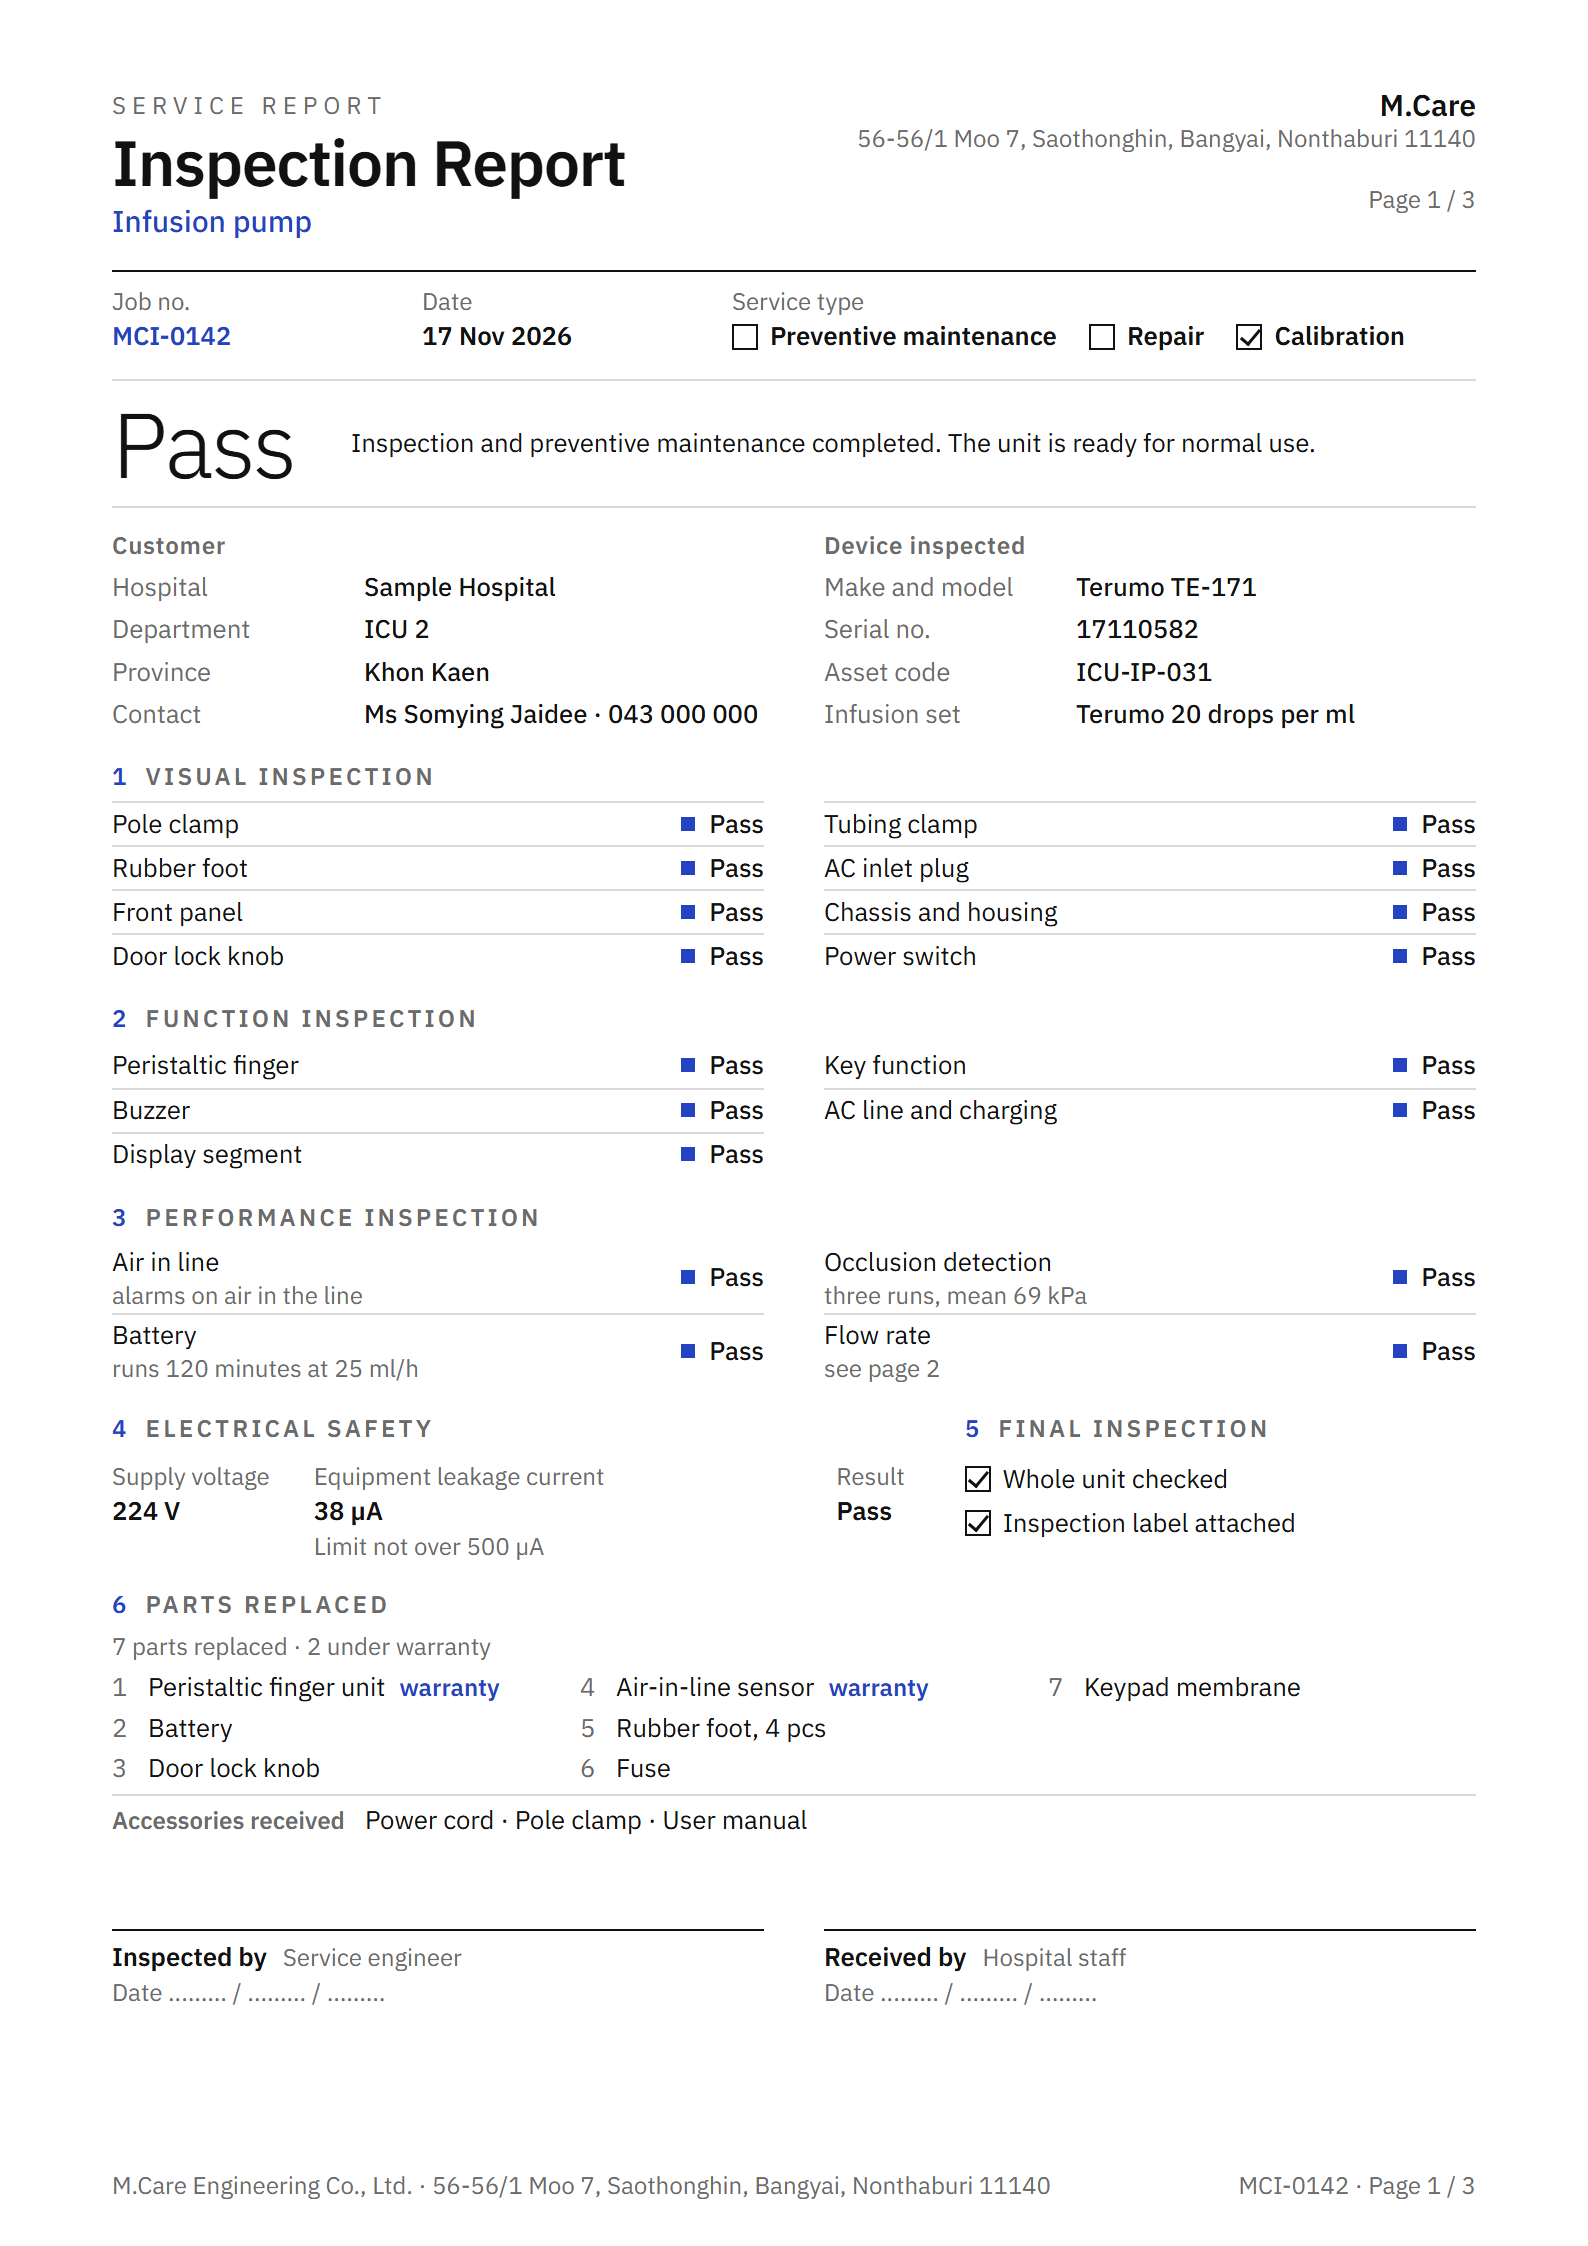 SERVICE REPORT
Inspection Report
Infusion pump
M.Care
56-56/1 Moo 7, Saothonghin, Bangyai, Nonthaburi 11140
Page 1 / 3
Job no.
MCI-0142
Date
17 Nov 2026
Service type
Preventive maintenance Repair Calibration
Pass
Inspection and preventive maintenance completed. The unit is ready for normal use.
Customer
Hospital Sample Hospital
Department ICU 2
Province Khon Kaen
Contact Ms Somying Jaidee · 043 000 000
Device inspected
Make and model Terumo TE-171
Serial no. 17110582
Asset code ICU-IP-031
Infusion set Terumo 20 drops per ml
1 VISUAL INSPECTION
Pole clamp Pass
Rubber foot Pass
Front panel Pass
Door lock knob Pass
Tubing clamp Pass
AC inlet plug Pass
Chassis and housing Pass
Power switch Pass
2 FUNCTION INSPECTION
Peristaltic finger Pass
Buzzer Pass
Display segment Pass
Key function Pass
AC line and charging Pass
3 PERFORMANCE INSPECTION
Air in line Pass
alarms on air in the line
Battery Pass
runs 120 minutes at 25 ml/h
Occlusion detection Pass
three runs, mean 69 kPa
Flow rate Pass
see page 2
4 ELECTRICAL SAFETY
Supply voltage
224 V
Equipment leakage current
38 µA
Limit not over 500 µA
Result
Pass
5 FINAL INSPECTION
Whole unit checked
Inspection label attached
6 PARTS REPLACED
7 parts replaced · 2 under warranty
1 Peristaltic finger unit warranty
2 Battery
3 Door lock knob
4 Air-in-line sensor warranty
5 Rubber foot, 4 pcs
6 Fuse
7 Keypad membrane
Accessories received Power cord · Pole clamp · User manual
Inspected by Service engineer
Date ......... / ......... / .........
Received by Hospital staff
Date ......... / ......... / .........
M.Care Engineering Co., Ltd. · 56-56/1 Moo 7, Saothonghin, Bangyai, Nonthaburi 11140
MCI-0142 · Page 1 / 3